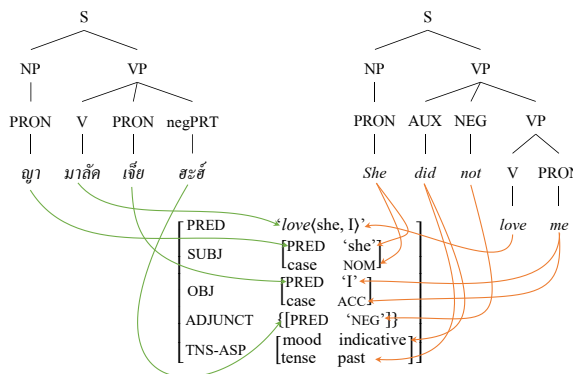 S S
NP VP NP VP
PRON V PRON negPRT PRON AUX NEG VP
ญา มาลัค เจ็ย ฮะฮ์ She did not V PRON
love me
PRED ‘love⟨she, I⟩’
SUBJ [PRED ‘she’
case NOM]
OBJ [PRED ‘I’
case ACC]
ADJUNCT {[PRED ‘NEG’]}
TNS-ASP [mood indicative
tense past]